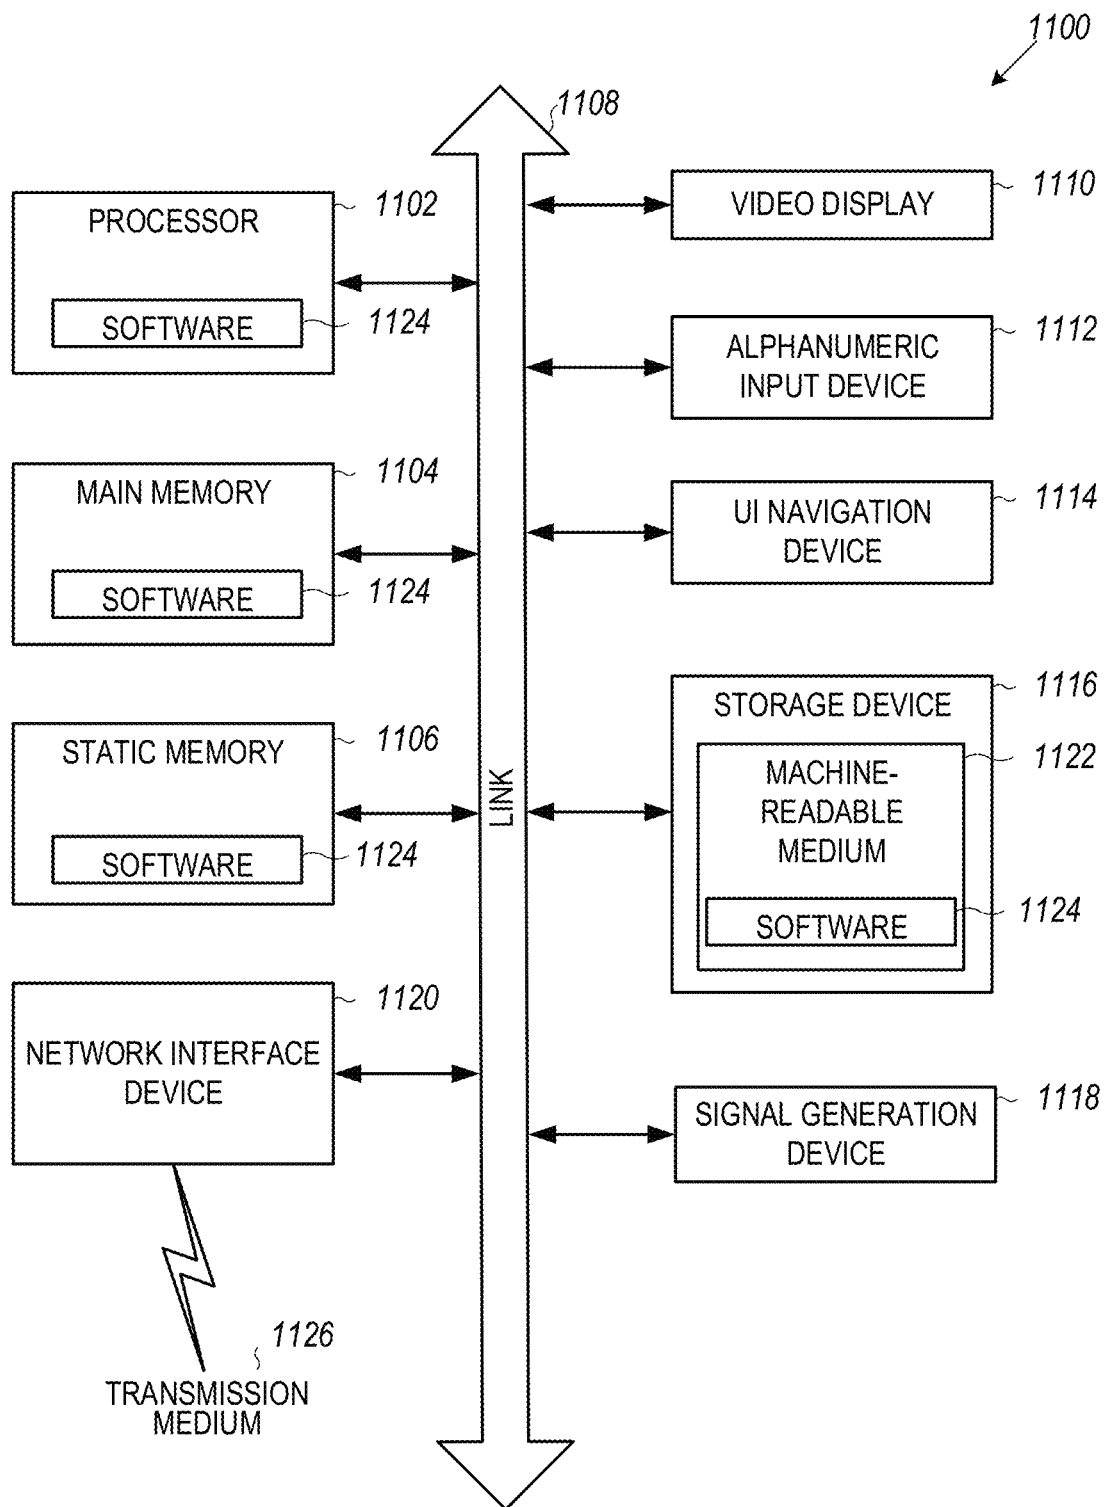 1100
1108
PROCESSOR
1102
SOFTWARE
1124
MAIN MEMORY
1104
SOFTWARE
1124
STATIC MEMORY
1106
SOFTWARE
1124
NETWORK INTERFACE
DEVICE
1120
1126
TRANSMISSION
MEDIUM
LINK
VIDEO DISPLAY
1110
ALPHANUMERIC
INPUT DEVICE
1112
UI NAVIGATION
DEVICE
1114
STORAGE DEVICE
1116
MACHINE-
READABLE
MEDIUM
1122
SOFTWARE
1124
SIGNAL GENERATION
DEVICE
1118